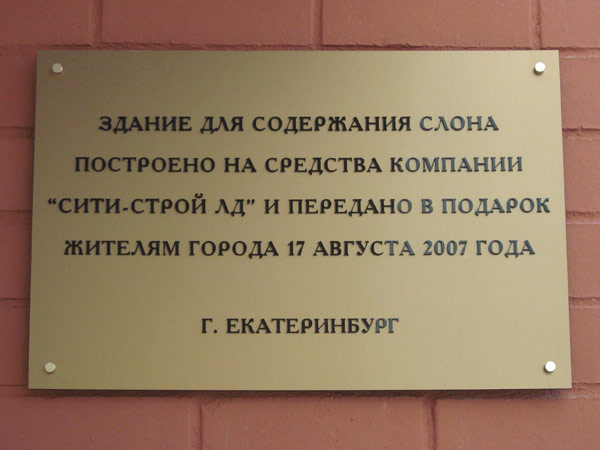 ЗДАНИЕ ДЛЯ СОДЕРЖАНИЯ СЛОНА
ПОСТРОЕНО НА СРЕДСТВА КОМПАНИИ
“СИТИ-СТРОЙ ЛД” И ПЕРЕДАНО В ПОДАРОК
ЖИТЕЛЯМ ГОРОДА 17 АВГУСТА 2007 ГОДА
Г. ЕКАТЕРИНБУРГ